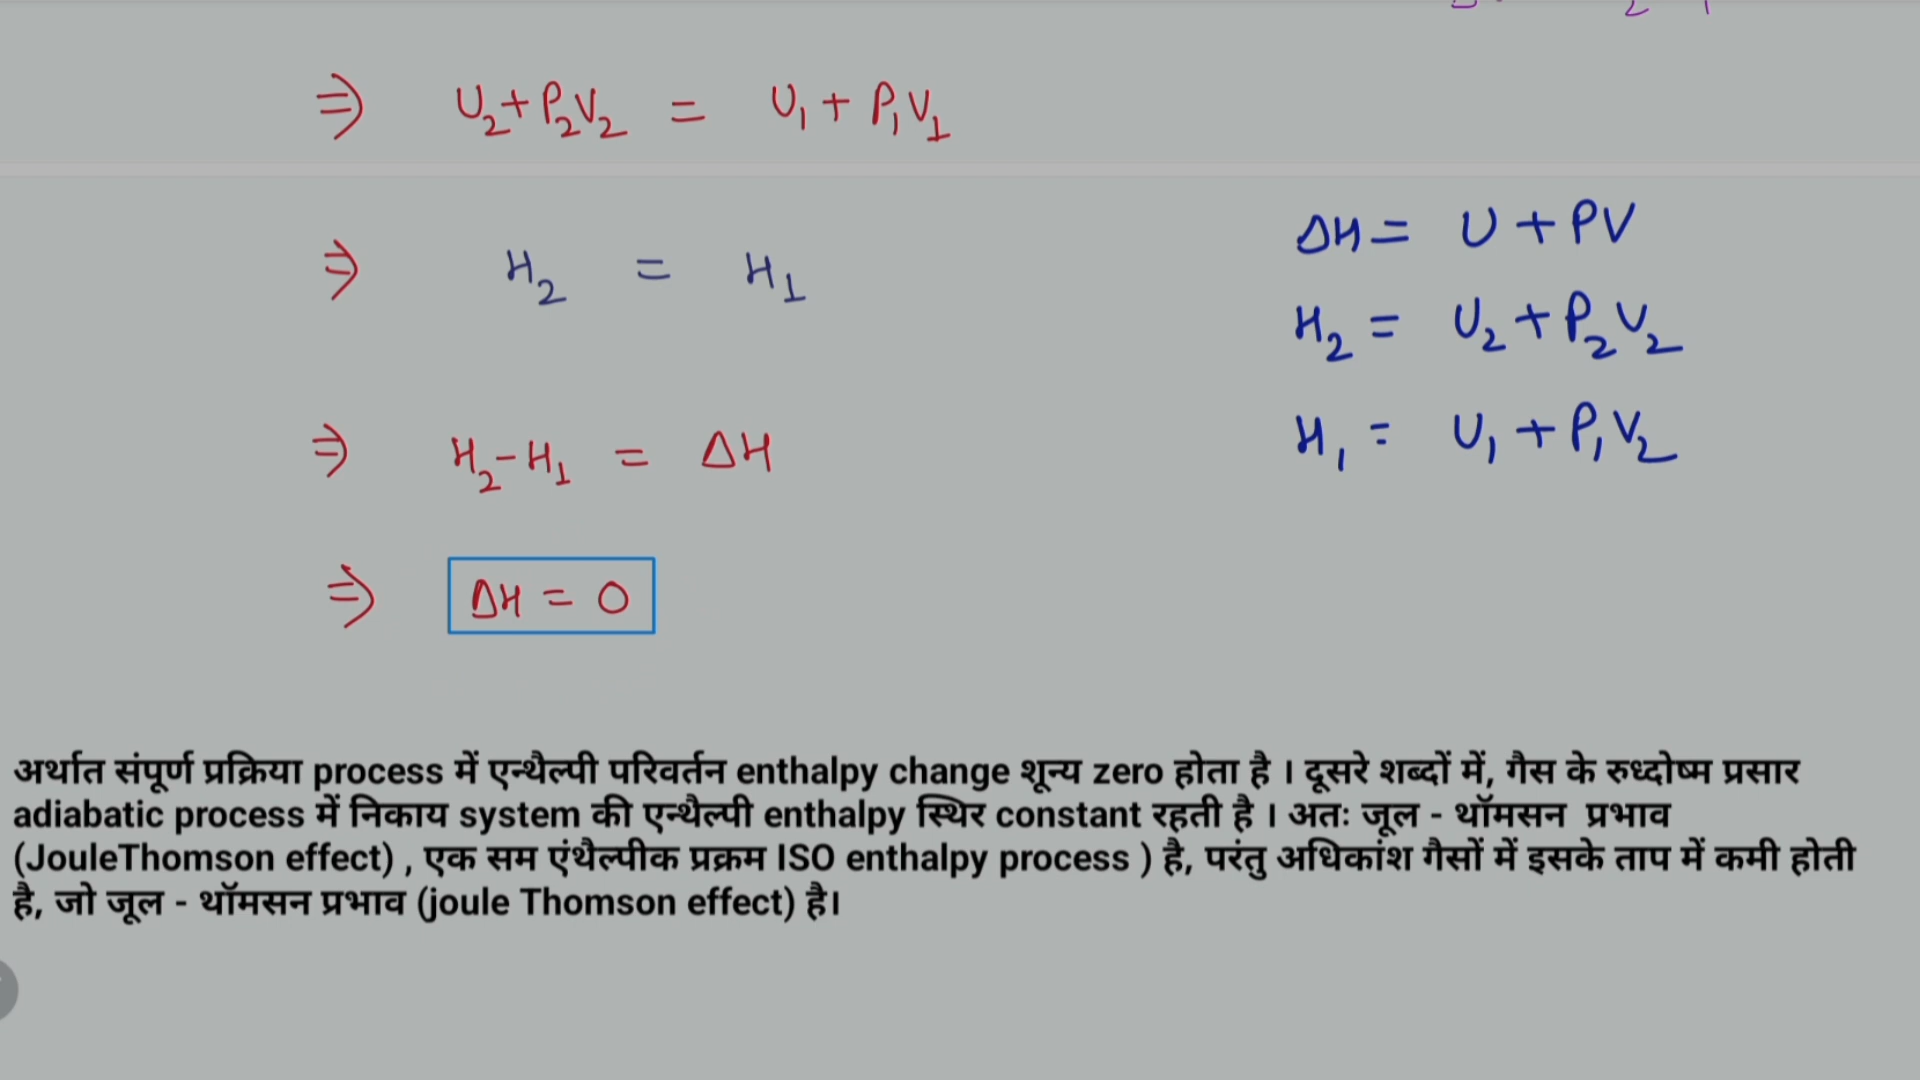 ⇒ U₂+P₂V₂ = U₁ + P₁V₁
ΔH = U + PV
⇒ H₂ = H₁
H₂ = U₂ + P₂V₂
H₁ = U₁ + P₁V₂
⇒ H₂-H₁ = ΔH
⇒ ΔH = 0
अर्थात संपूर्ण प्रक्रिया process में एन्थैल्पी परिवर्तन enthalpy change शून्य zero होता है । दूसरे शब्दों में, गैस के रुध्दोष्म प्रसार
adiabatic process में निकाय system की एन्थैल्पी enthalpy स्थिर constant रहती है । अतः जूल - थॉमसन प्रभाव
(JouleThomson effect) , एक सम एंथैल्पीक प्रक्रम ISO enthalpy process ) है, परंतु अधिकांश गैसों में इसके ताप में कमी होती
है, जो जूल - थॉमसन प्रभाव (joule Thomson effect) है।